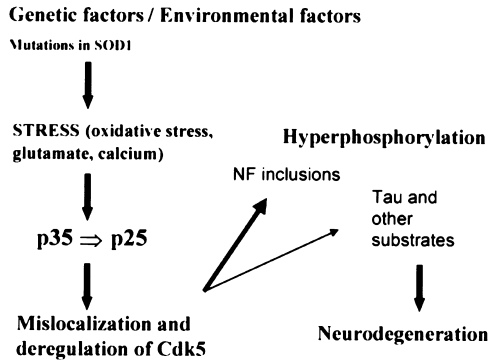 Genetic factors / Environmental factors
Mutations in SOD1
STRESS (oxidative stress,
glutamate, calcium)
p35 ⇒ p25
Mislocalization and
deregulation of Cdk5
Hyperphosphorylation
NF inclusions
Tau and
other
substrates
Neurodegeneration